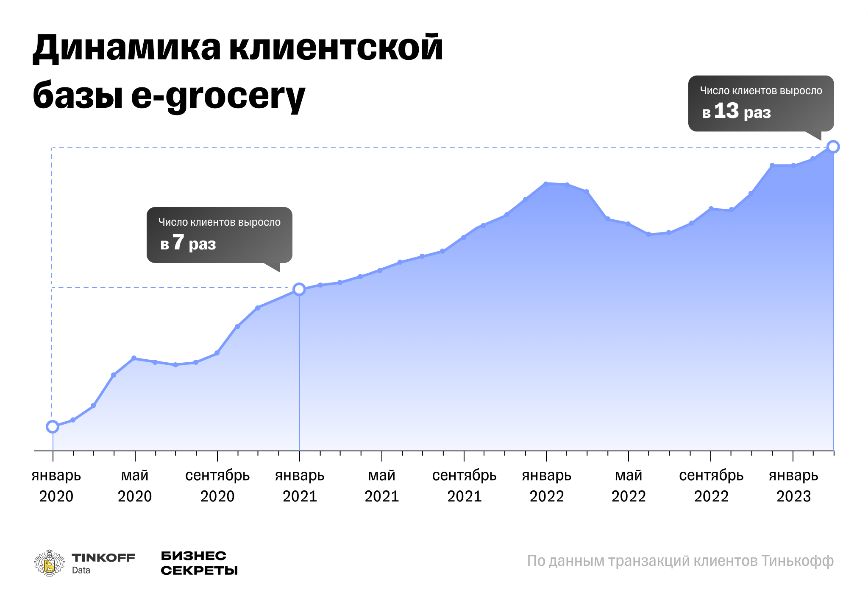 Динамика клиентской
базы e-grocery
Число клиентов выросло
в 13 раз
Число клиентов выросло
в 7 раз
январь 2020
май 2020
сентябрь 2020
январь 2021
май 2021
сентябрь 2021
январь 2022
май 2022
сентябрь 2022
январь 2023
TINKOFF
Data
БИЗНЕС
СЕКРЕТЫ
По данным транзакций клиентов Тинькофф